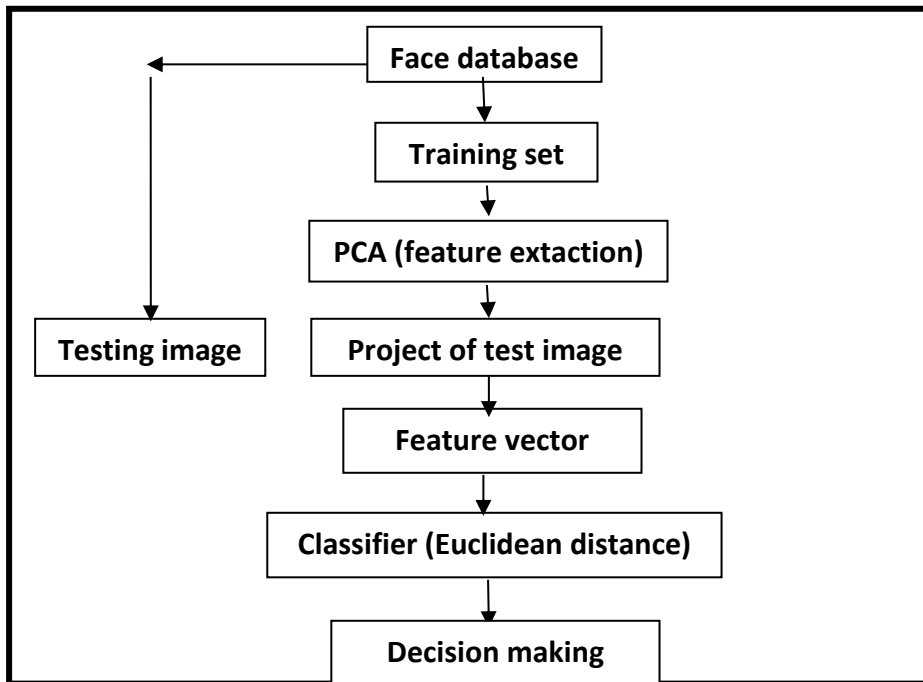 Face database
Training set
PCA (feature extaction)
Testing image
Project of test image
Feature vector
Classifier (Euclidean distance)
Decision making